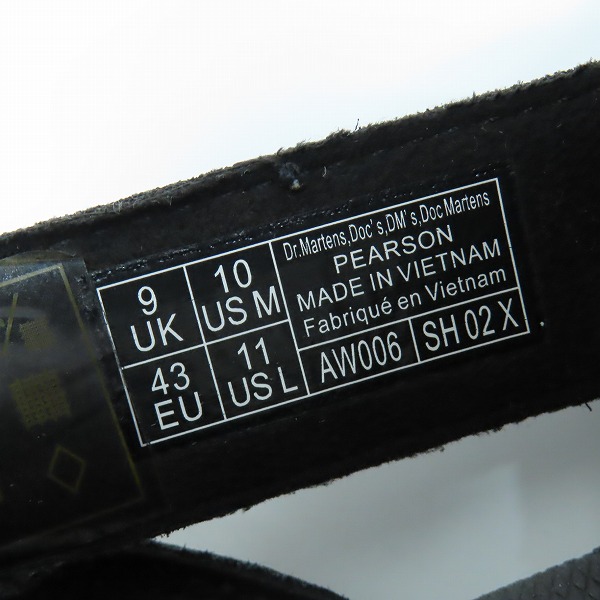 9
UK
10
US M
43
EU
11
US L
Dr.Martens,Doc's,DM's,Doc Martens
PEARSON
MADE IN VIETNAM
Fabriqué en Vietnam
AW006
SH 02 X